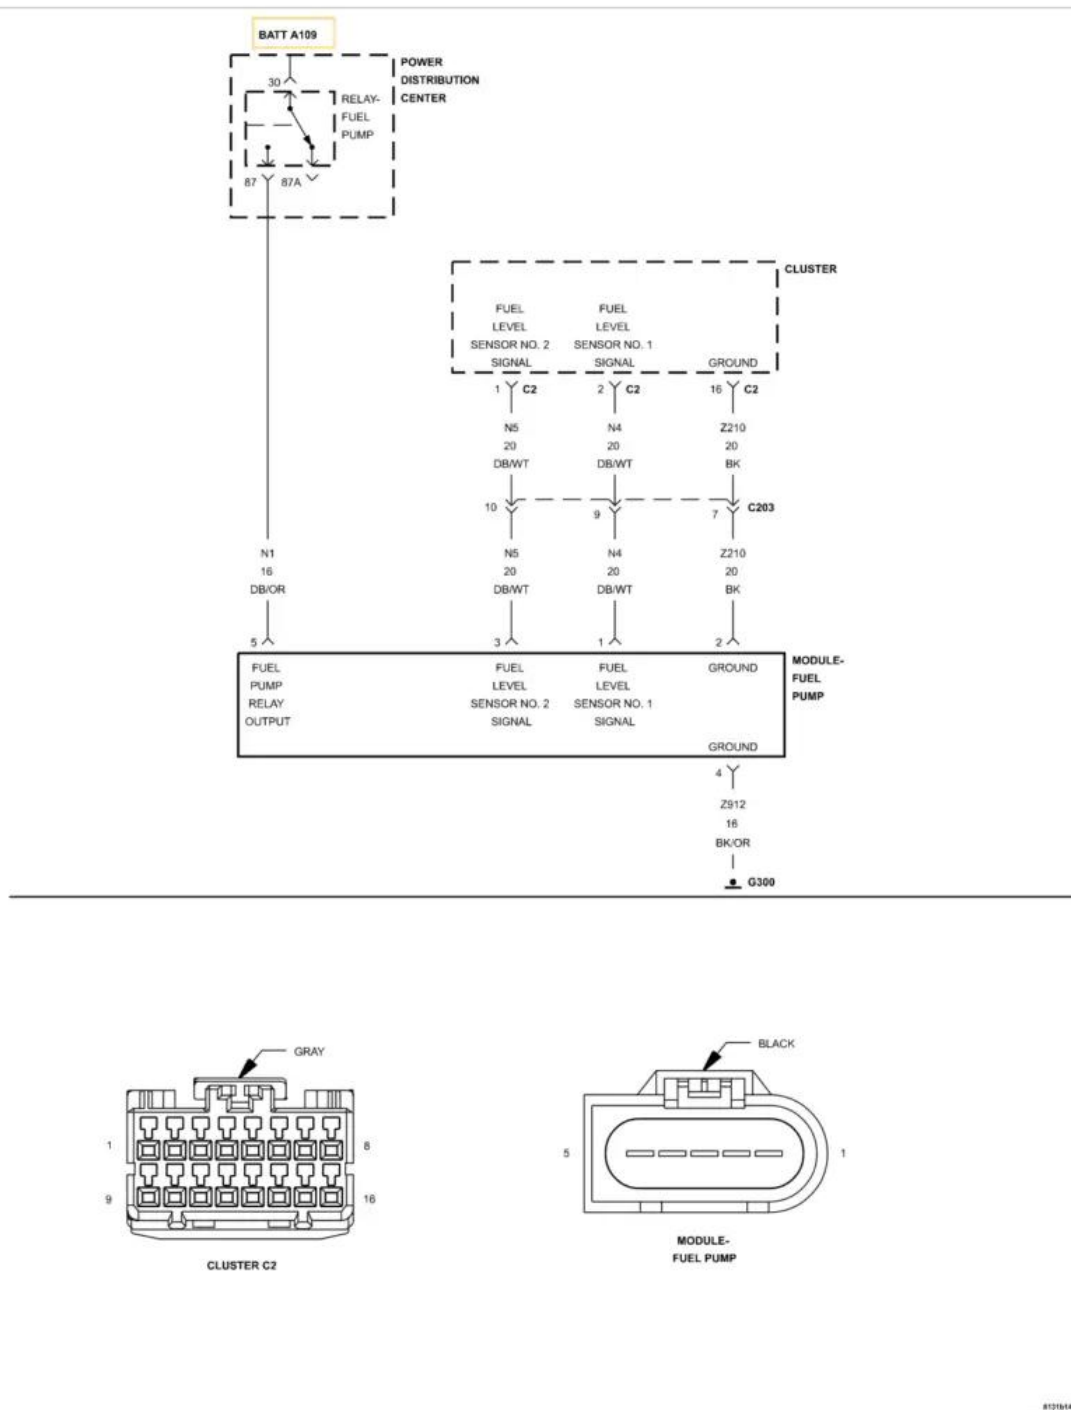 BATT A109
POWER
DISTRIBUTION
CENTER
30
RELAY-
FUEL
PUMP
87 87A
CLUSTER
FUEL FUEL
LEVEL LEVEL
SENSOR NO. 2 SENSOR NO. 1
SIGNAL SIGNAL GROUND
1 C2 2 C2 16 C2
N5 N4 Z210
20 20 20
DB/WT DB/WT BK
10 9 7 C203
N1 N5 N4 Z210
16 20 20 20
DB/OR DB/WT DB/WT BK
5 3 1 2
FUEL FUEL FUEL GROUND
PUMP LEVEL LEVEL
RELAY SENSOR NO. 2 SENSOR NO. 1
OUTPUT SIGNAL SIGNAL
MODULE-
FUEL
PUMP
GROUND
4
Z912
16
BK/OR
G300
GRAY
1 8
9 16
CLUSTER C2
BLACK
5 1
MODULE-
FUEL PUMP